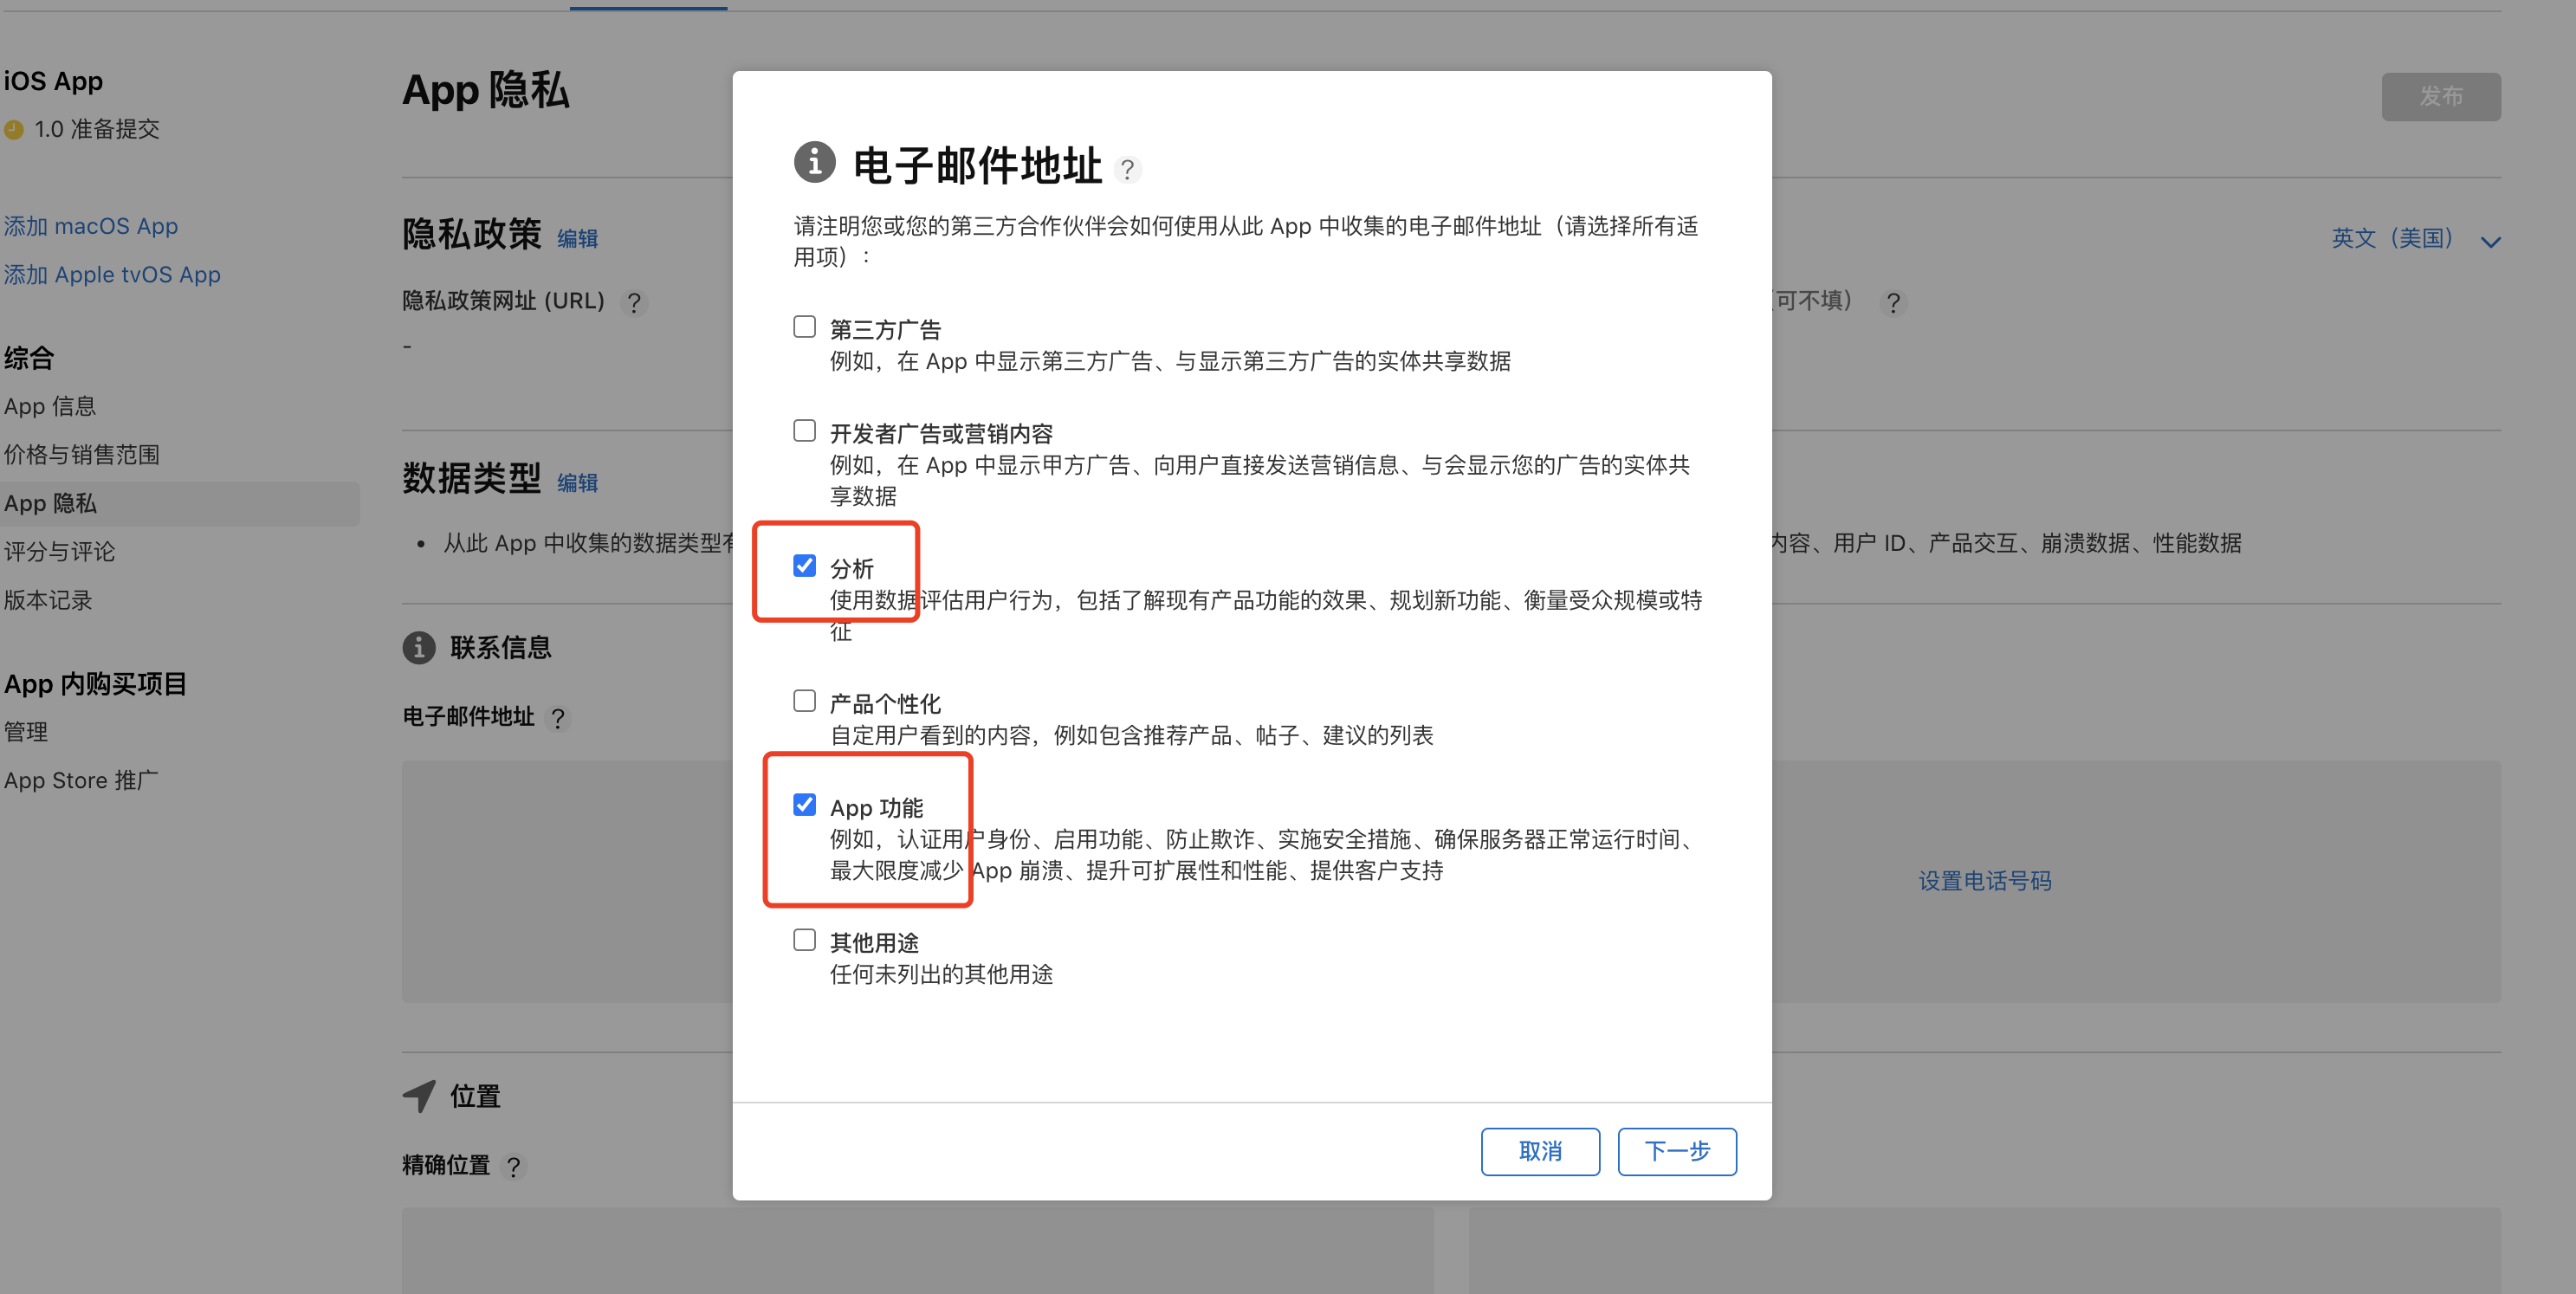 iOS App
1.0 准备提交
添加 macOS App
添加 Apple tvOS App
综合
App 信息
价格与销售范围
App 隐私
评分与评论
版本记录
App 内购买项目
管理
App Store 推广
App 隐私
发布
隐私政策 编辑
英文（美国）
隐私政策网址 (URL) ?
可不填） ?
-
数据类型 编辑
从此 App 中收集的数据类型
内容、用户 ID、产品交互、崩溃数据、性能数据
联系信息
电子邮件地址 ?
设置电话号码
位置
精确位置 ?
电子邮件地址 ?
请注明您或您的第三方合作伙伴会如何使用从此 App 中收集的电子邮件地址（请选择所有适
用项）：
第三方广告
例如，在 App 中显示第三方广告、与显示第三方广告的实体共享数据
开发者广告或营销内容
例如，在 App 中显示甲方广告、向用户直接发送营销信息、与会显示您的广告的实体共
享数据
分析
使用数据评估用户行为，包括了解现有产品功能的效果、规划新功能、衡量受众规模或特
征
产品个性化
自定用户看到的内容，例如包含推荐产品、帖子、建议的列表
App 功能
例如，认证用户身份、启用功能、防止欺诈、实施安全措施、确保服务器正常运行时间、
最大限度减少 App 崩溃、提升可扩展性和性能、提供客户支持
其他用途
任何未列出的其他用途
取消
下一步